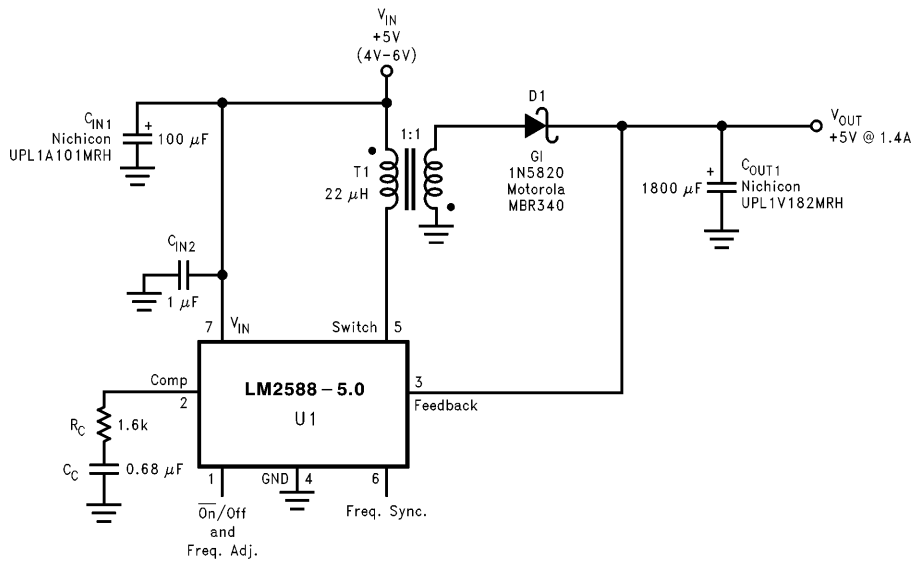 V_IN
+5V
(4V–6V)
C_IN1
Nichicon
UPL1A101MRH
+
100 μF
1:1
T1
22 μH
D1
GI
1N5820
Motorola
MBR340
V_OUT
+5V @ 1.4A
+
1800 μF
C_OUT1
Nichicon
UPL1V182MRH
C_IN2
1 μF
7 V_IN
Switch 5
Comp
2
LM2588 – 5.0
U1
3
Feedback
R_C 1.6k
C_C 0.68 μF
1
GND 4
6
O̅n̅/Off
and
Freq. Adj.
Freq. Sync.